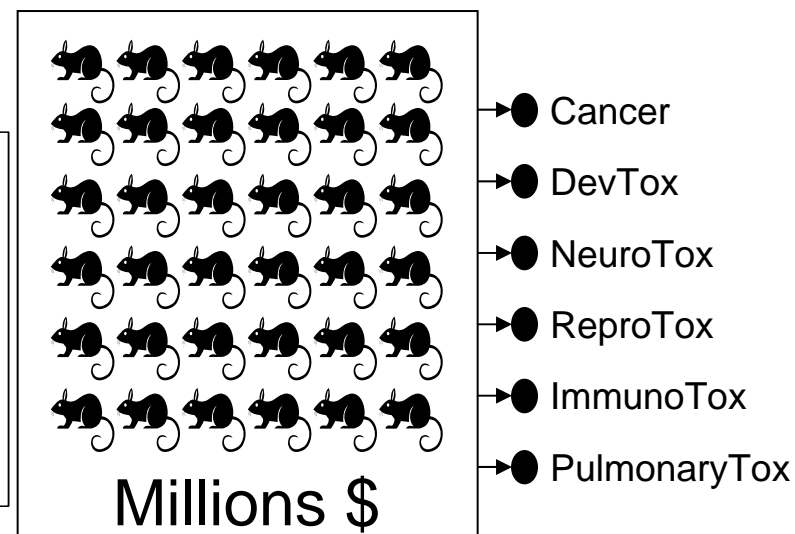 Cancer
DevTox
NeuroTox
ReproTox
ImmunoTox
PulmonaryTox
Millions $